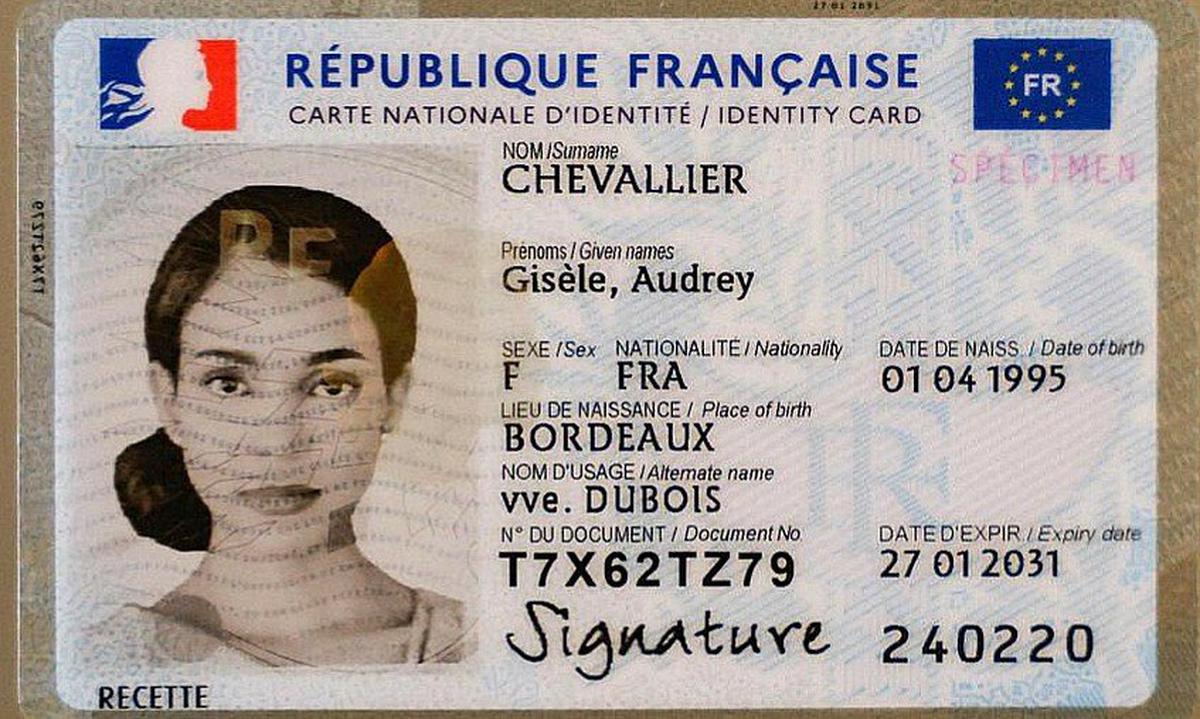 27 01 2031
RÉPUBLIQUE FRANÇAISE
FR
CARTE NATIONALE D'IDENTITÉ / IDENTITY CARD
NOM /Surname
SPECIMEN
CHEVALLIER
Prénoms / Given names
Gisèle, Audrey
RE
SEXE /Sex NATIONALITÉ / Nationality DATE DE NAISS. / Date of birth
F FRA 01 04 1995
LIEU DE NAISSANCE / Place of birth
BORDEAUX
RF
NOM D'USAGE / Alternate name
vve. DUBOIS
N° DU DOCUMENT / Document No DATE D'EXPIR. / Expiry date
T7X62TZ79 27 01 2031
Signature 240220
RECETTE